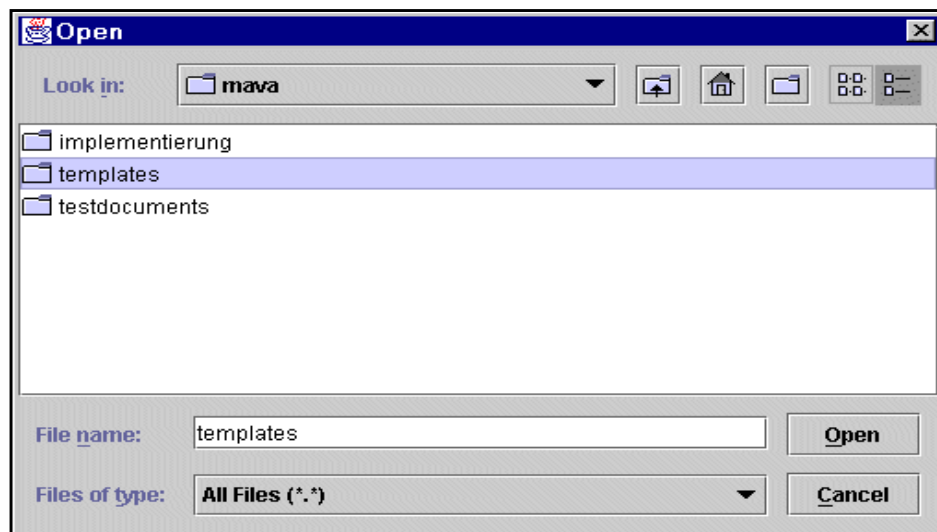 Open
Look in: mava
implementierung
templates
testdocuments
File name: templates Open
Files of type: All Files (*.*) Cancel